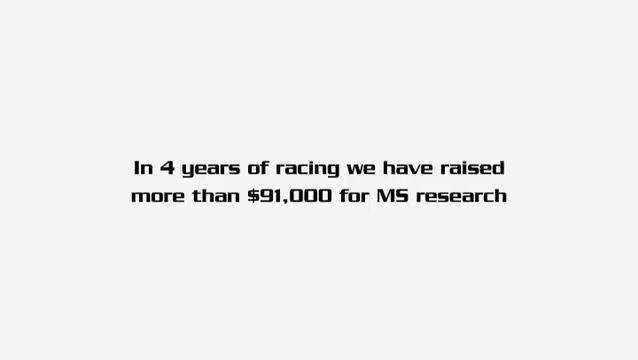 In 4 years of racing we have raised
more than $91,000 for MS research